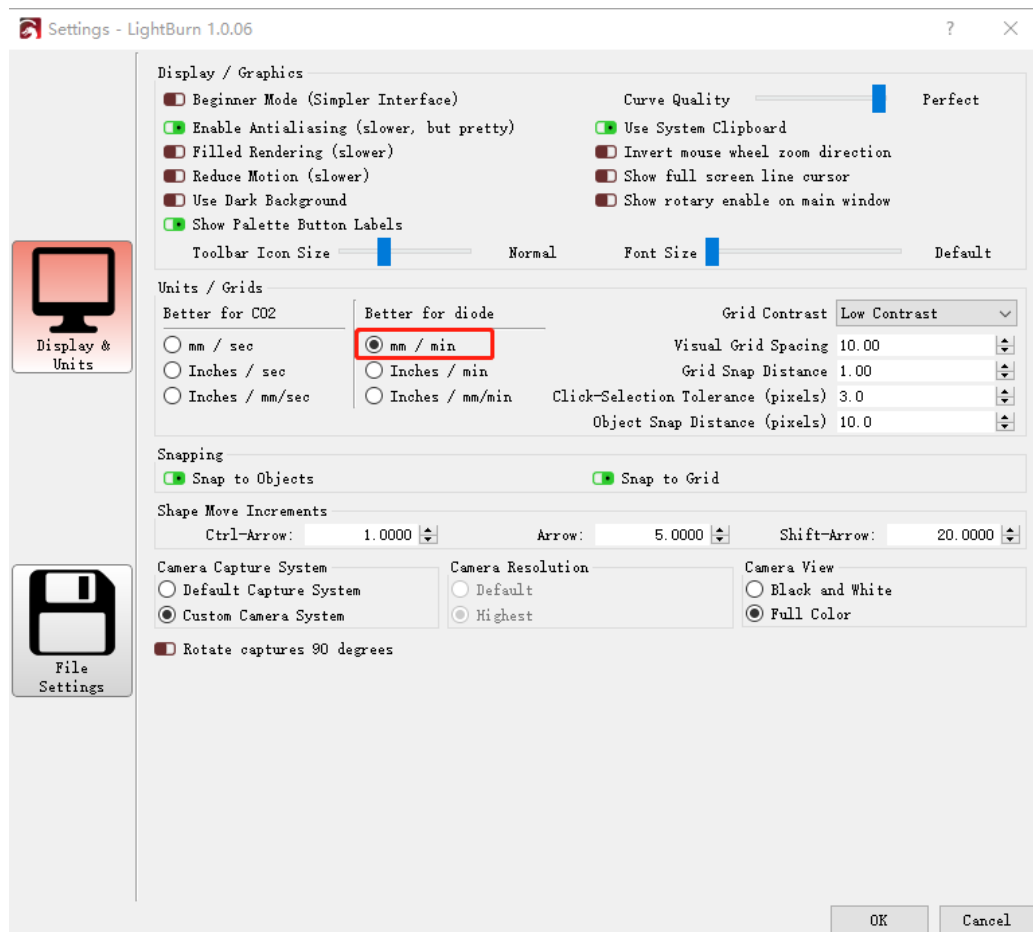 Settings - LightBurn 1.0.06
?
Display / Graphics
Beginner Mode (Simpler Interface)
Curve Quality
Perfect
Enable Antialiasing (slower, but pretty)
Use System Clipboard
Filled Rendering (slower)
Invert mouse wheel zoom direction
Reduce Motion (slower)
Show full screen line cursor
Use Dark Background
Show rotary enable on main window
Show Palette Button Labels
Toolbar Icon Size
Normal
Font Size
Default
Display &
Units
Units / Grids
Better for CO2
Better for diode
Grid Contrast
Low Contrast
mm / sec
mm / min
Visual Grid Spacing
10.00
Inches / sec
Inches / min
Grid Snap Distance
1.00
Inches / mm/sec
Inches / mm/min
Click-Selection Tolerance (pixels)
3.0
Object Snap Distance (pixels)
10.0
Snapping
Snap to Objects
Snap to Grid
Shape Move Increments
Ctrl-Arrow:
1.0000
Arrow:
5.0000
Shift-Arrow:
20.0000
Camera Capture System
Camera Resolution
Camera View
Default Capture System
Default
Black and White
Custom Camera System
Highest
Full Color
Rotate captures 90 degrees
File
Settings
OK
Cancel